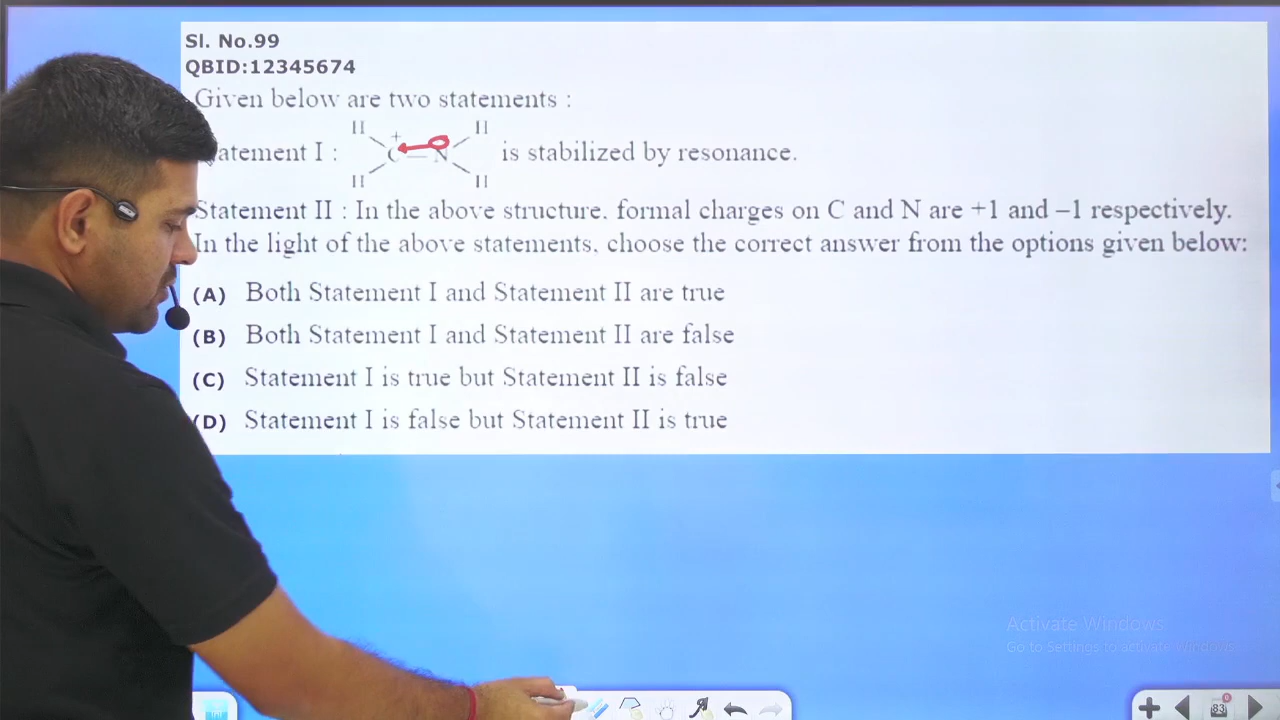 Sl. No.99
QBID:12345674
Given below are two statements :
H + H
atement I : C — N is stabilized by resonance.
H H
Statement II : In the above structure, formal charges on C and N are +1 and –1 respectively.
In the light of the above statements, choose the correct answer from the options given below:
(A) Both Statement I and Statement II are true
(B) Both Statement I and Statement II are false
(C) Statement I is true but Statement II is false
(D) Statement I is false but Statement II is true
Activate Windows
Go to Settings to activate Windows.
83